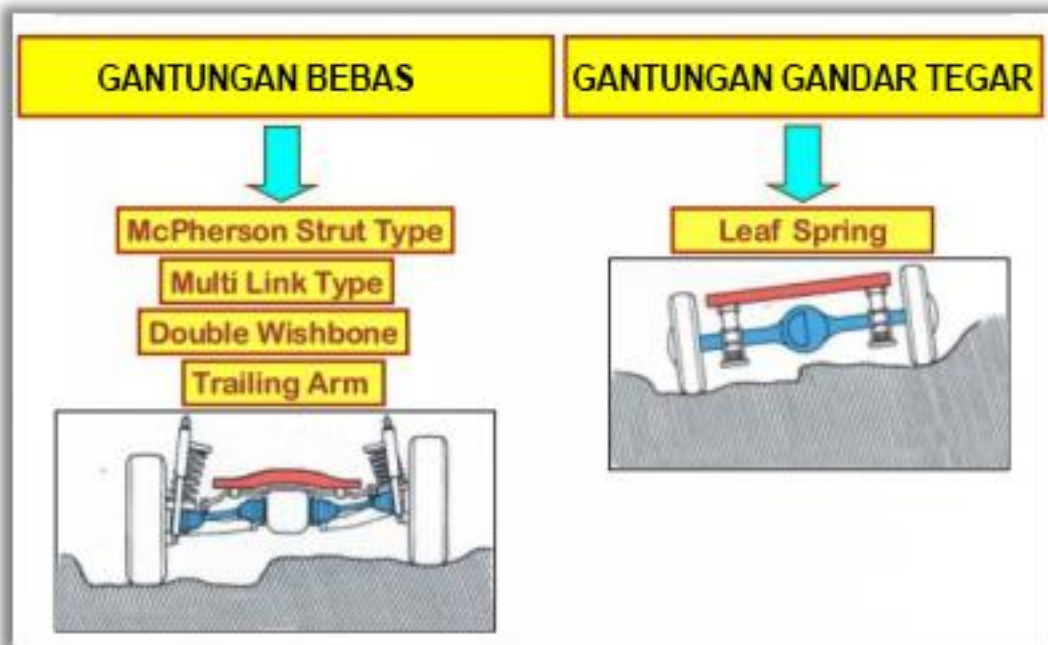 GANTUNGAN BEBAS
McPherson Strut Type
Multi Link Type
Double Wishbone
Trailing Arm
GANTUNGAN GANDAR TEGAR
Leaf Spring